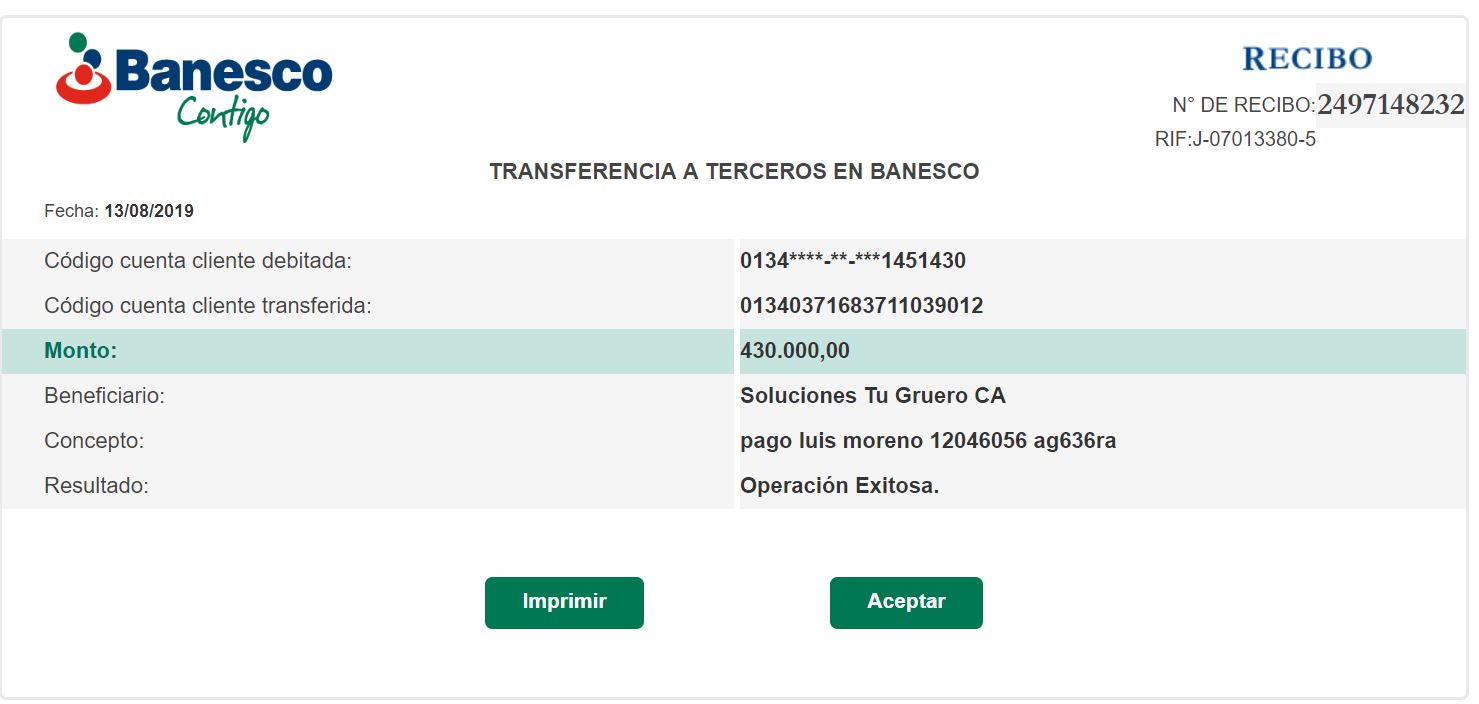 Banesco
Contigo
RECIBO
N° DE RECIBO:2497148232
RIF:J-07013380-5
TRANSFERENCIA A TERCEROS EN BANESCO
Fecha: 13/08/2019
Código cuenta cliente debitada: 0134****-**-***1451430
Código cuenta cliente transferida: 01340371683711039012
Monto: 430.000,00
Beneficiario: Soluciones Tu Gruero CA
Concepto: pago luis moreno 12046056 ag636ra
Resultado: Operación Exitosa.
Imprimir Aceptar